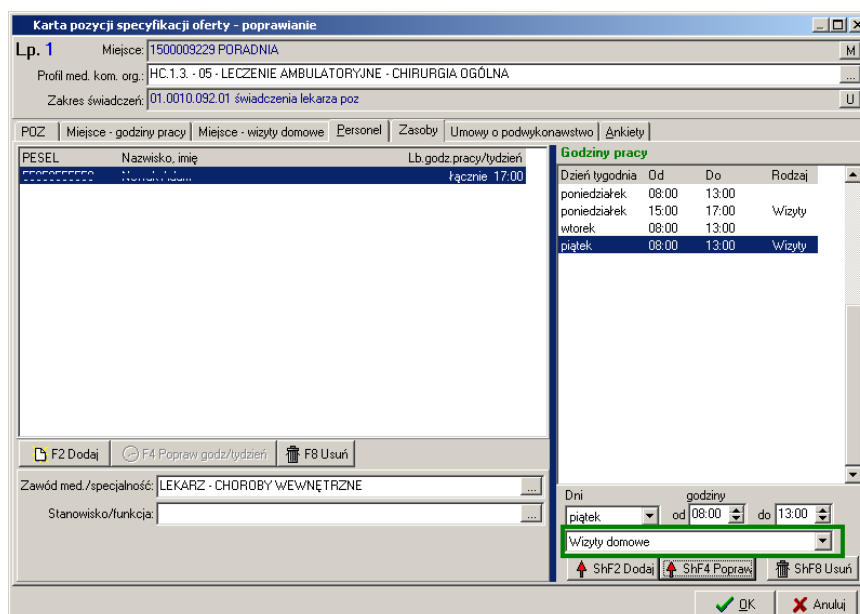 Karta pozycji specyfikacji oferty - poprawianie
Lp. 1 Miejsce: 1500009229 PORADNIA M
Profil med. kom. org.: HC.1.3. - 05 - LECZENIE AMBULATORYJNE - CHIRURGIA OGÓLNA ...
Zakres świadczeń: 01.0010.092.01 świadczenia lekarza poz U
POZ Miejsce - godziny pracy Miejsce - wizyty domowe Personel Zasoby Umowy o podwykonawstwo Ankiety
PESEL Nazwisko, imię Lb.godz.pracy/tydzień
łącznie 17:00
Godziny pracy
Dzień tygodnia Od Do Rodzaj
poniedziałek 08:00 13:00
poniedziałek 15:00 17:00 Wizyty
wtorek 08:00 13:00
piątek 08:00 13:00 Wizyty
F2 Dodaj F4 Popraw godz/tydzień F8 Usuń
Zawód med./specjalność: LEKARZ - CHOROBY WEWNĘTRZNE ...
Stanowisko/funkcja: ...
Dni godziny
piątek od 08:00 do 13:00
Wizyty domowe
ShF2 Dodaj ShF4 Popraw ShF8 Usuń
OK Anuluj